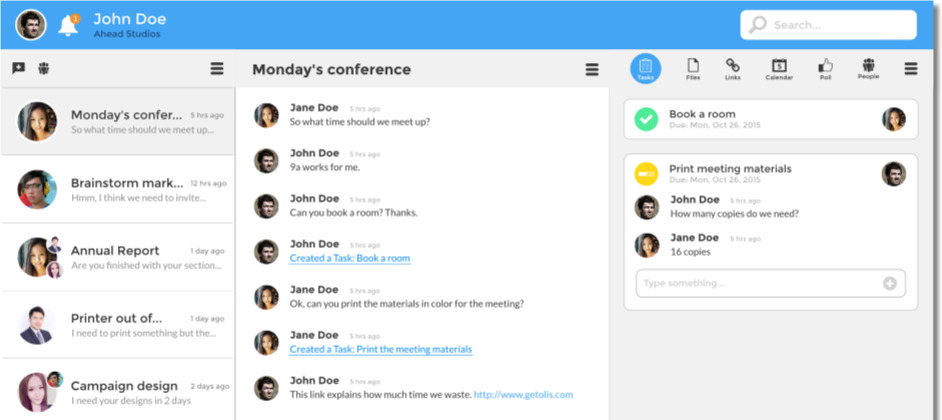 1
John Doe
Ahead Studios
Search...
Monday's confer... 5 hrs ago
So what time should we meet up...
Brainstorm mark... 12 hrs ago
Hmm, I think we need to invite...
Annual Report 1 day ago
Are you finished with your section...
Printer out of... 1 day ago
I need to print something but the...
Campaign design 2 days ago
I need your designs in 2 days
Monday's conference
Jane Doe 5 hrs ago
So what time should we meet up?
John Doe 5 hrs ago
9a works for me.
John Doe 5 hrs ago
Can you book a room? Thanks.
John Doe 5 hrs ago
Created a Task: Book a room
Jane Doe 5 hrs ago
Ok, can you print the materials in color for the meeting?
Jane Doe 5 hrs ago
Created a Task: Print the meeting materials
John Doe 5 hrs ago
This link explains how much time we waste. http://www.getolis.com
Tasks Files Links Calendar Poll People
5
Book a room
Due: Mon, Oct 26, 2015
Print meeting materials
Due: Mon, Oct 26, 2015
John Doe 5 hrs ago
How many copies do we need?
Jane Doe 5 hrs ago
16 copies
Type something...